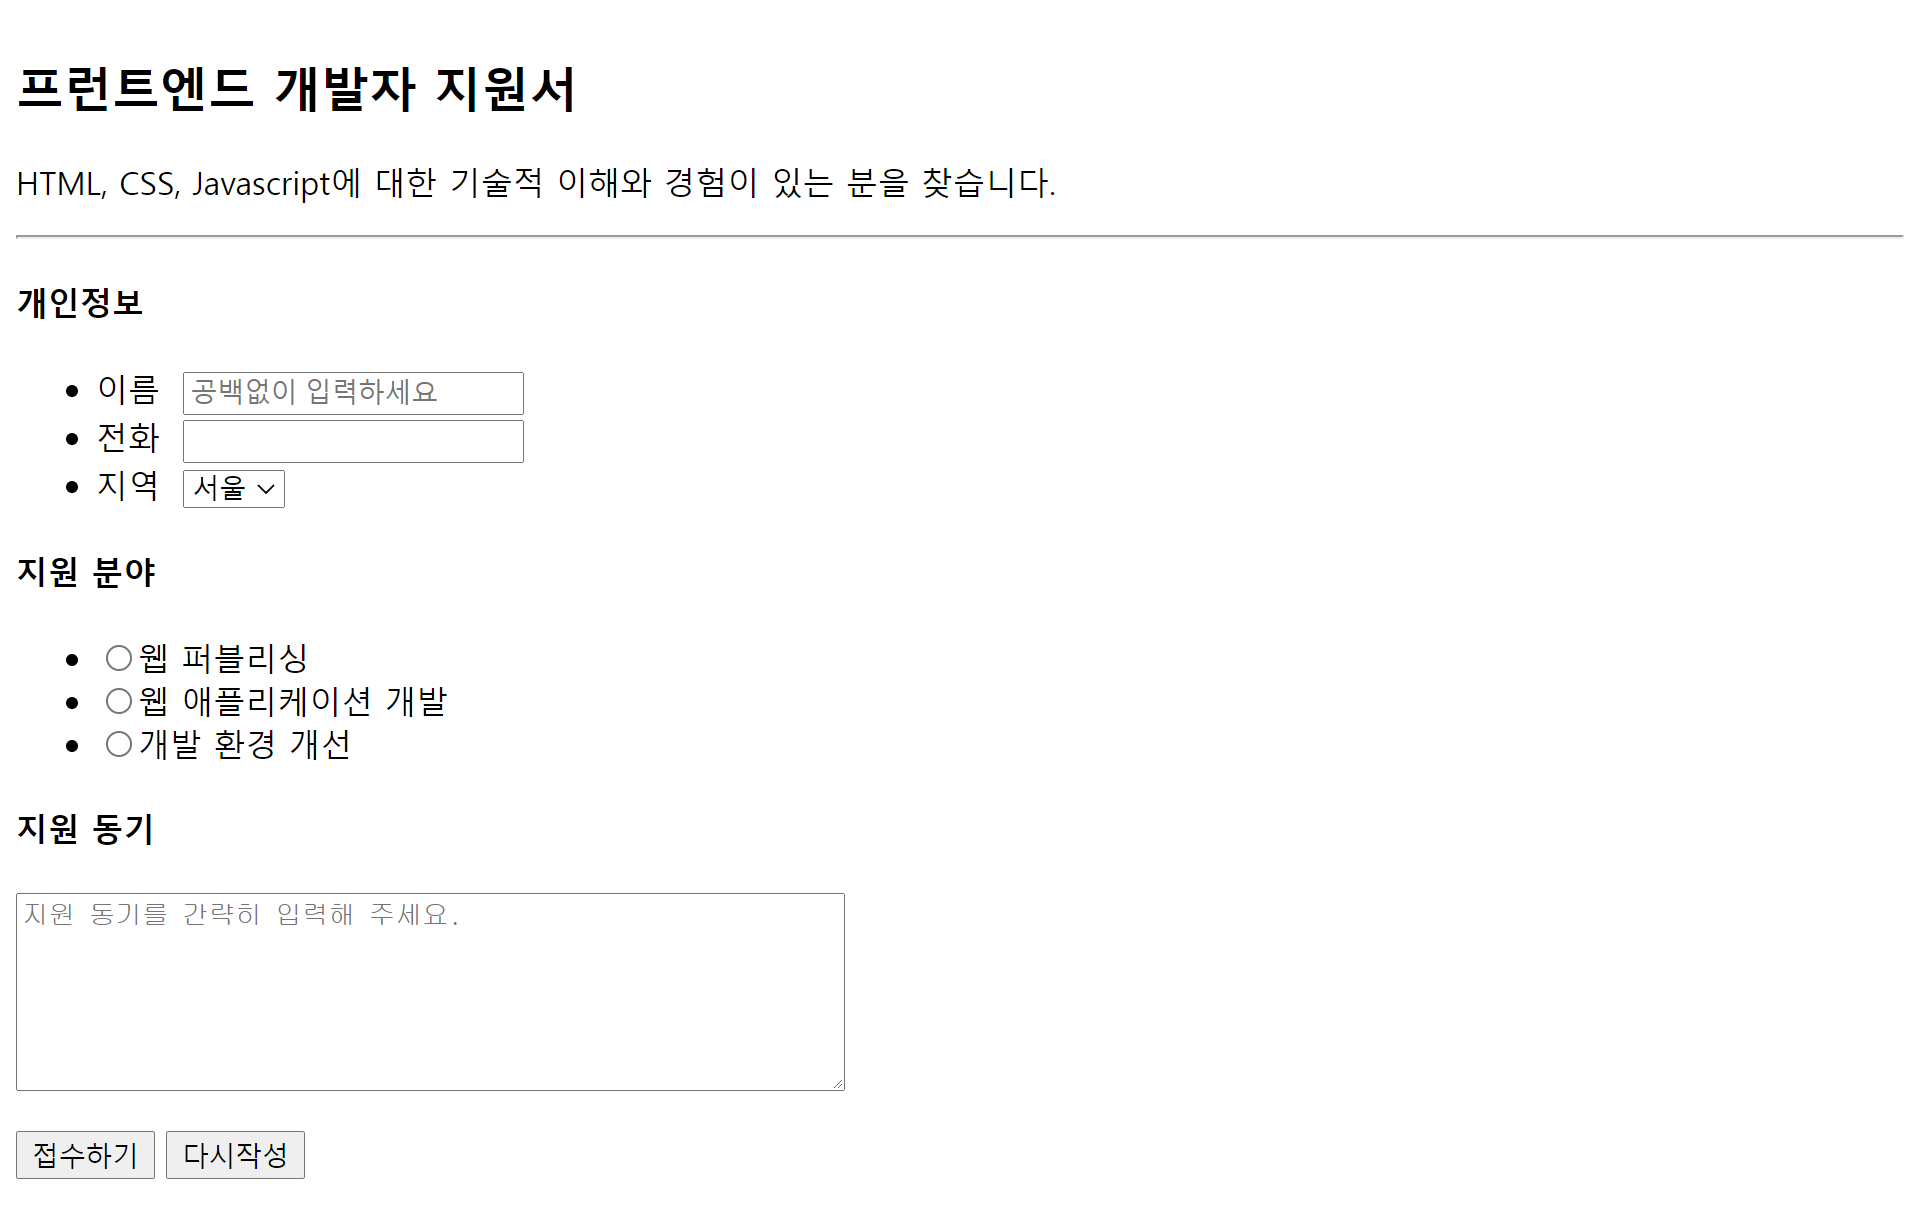 프런트엔드 개발자 지원서
HTML, CSS, Javascript에 대한 기술적 이해와 경험이 있는 분을 찾습니다.
개인정보
이름 공백없이 입력하세요
전화
지역 서울
지원 분야
웹 퍼블리싱
웹 애플리케이션 개발
개발 환경 개선
지원 동기
지원 동기를 간략히 입력해 주세요.
접수하기 다시작성